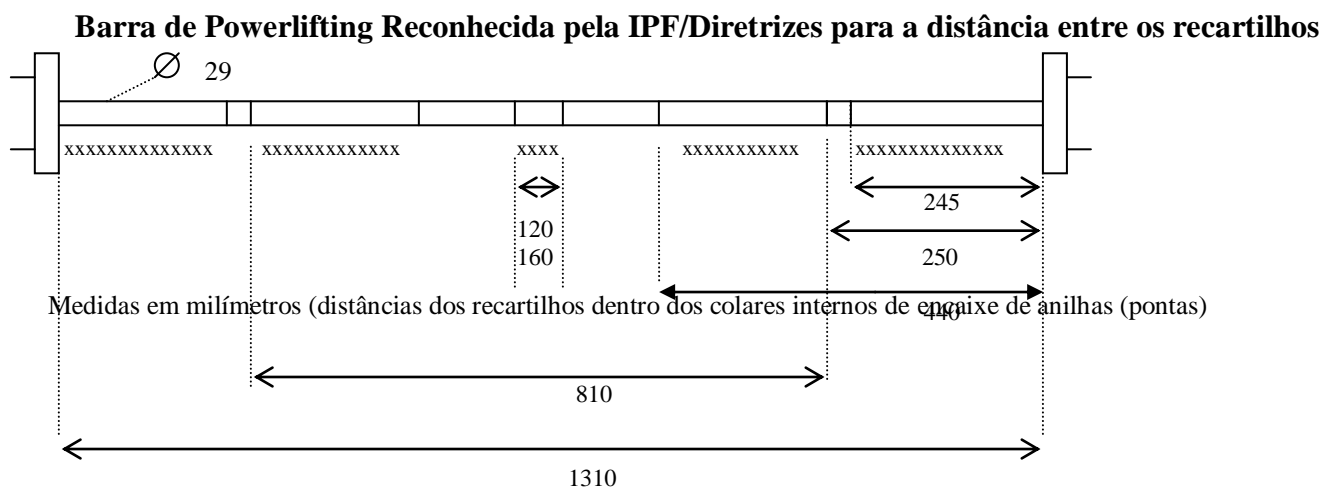 Barra de Powerlifting Reconhecida pela IPF/Diretrizes para a distância entre os recartilhos
29
xxxxxxxxxxxxxx xxxxxxxxxxxxx xxxx xxxxxxxxxxx xxxxxxxxxxxxxx
245
120
250
160
440
Medidas em milímetros (distâncias dos recartilhos dentro dos colares internos de encaixe de anilhas (pontas)
810
1310